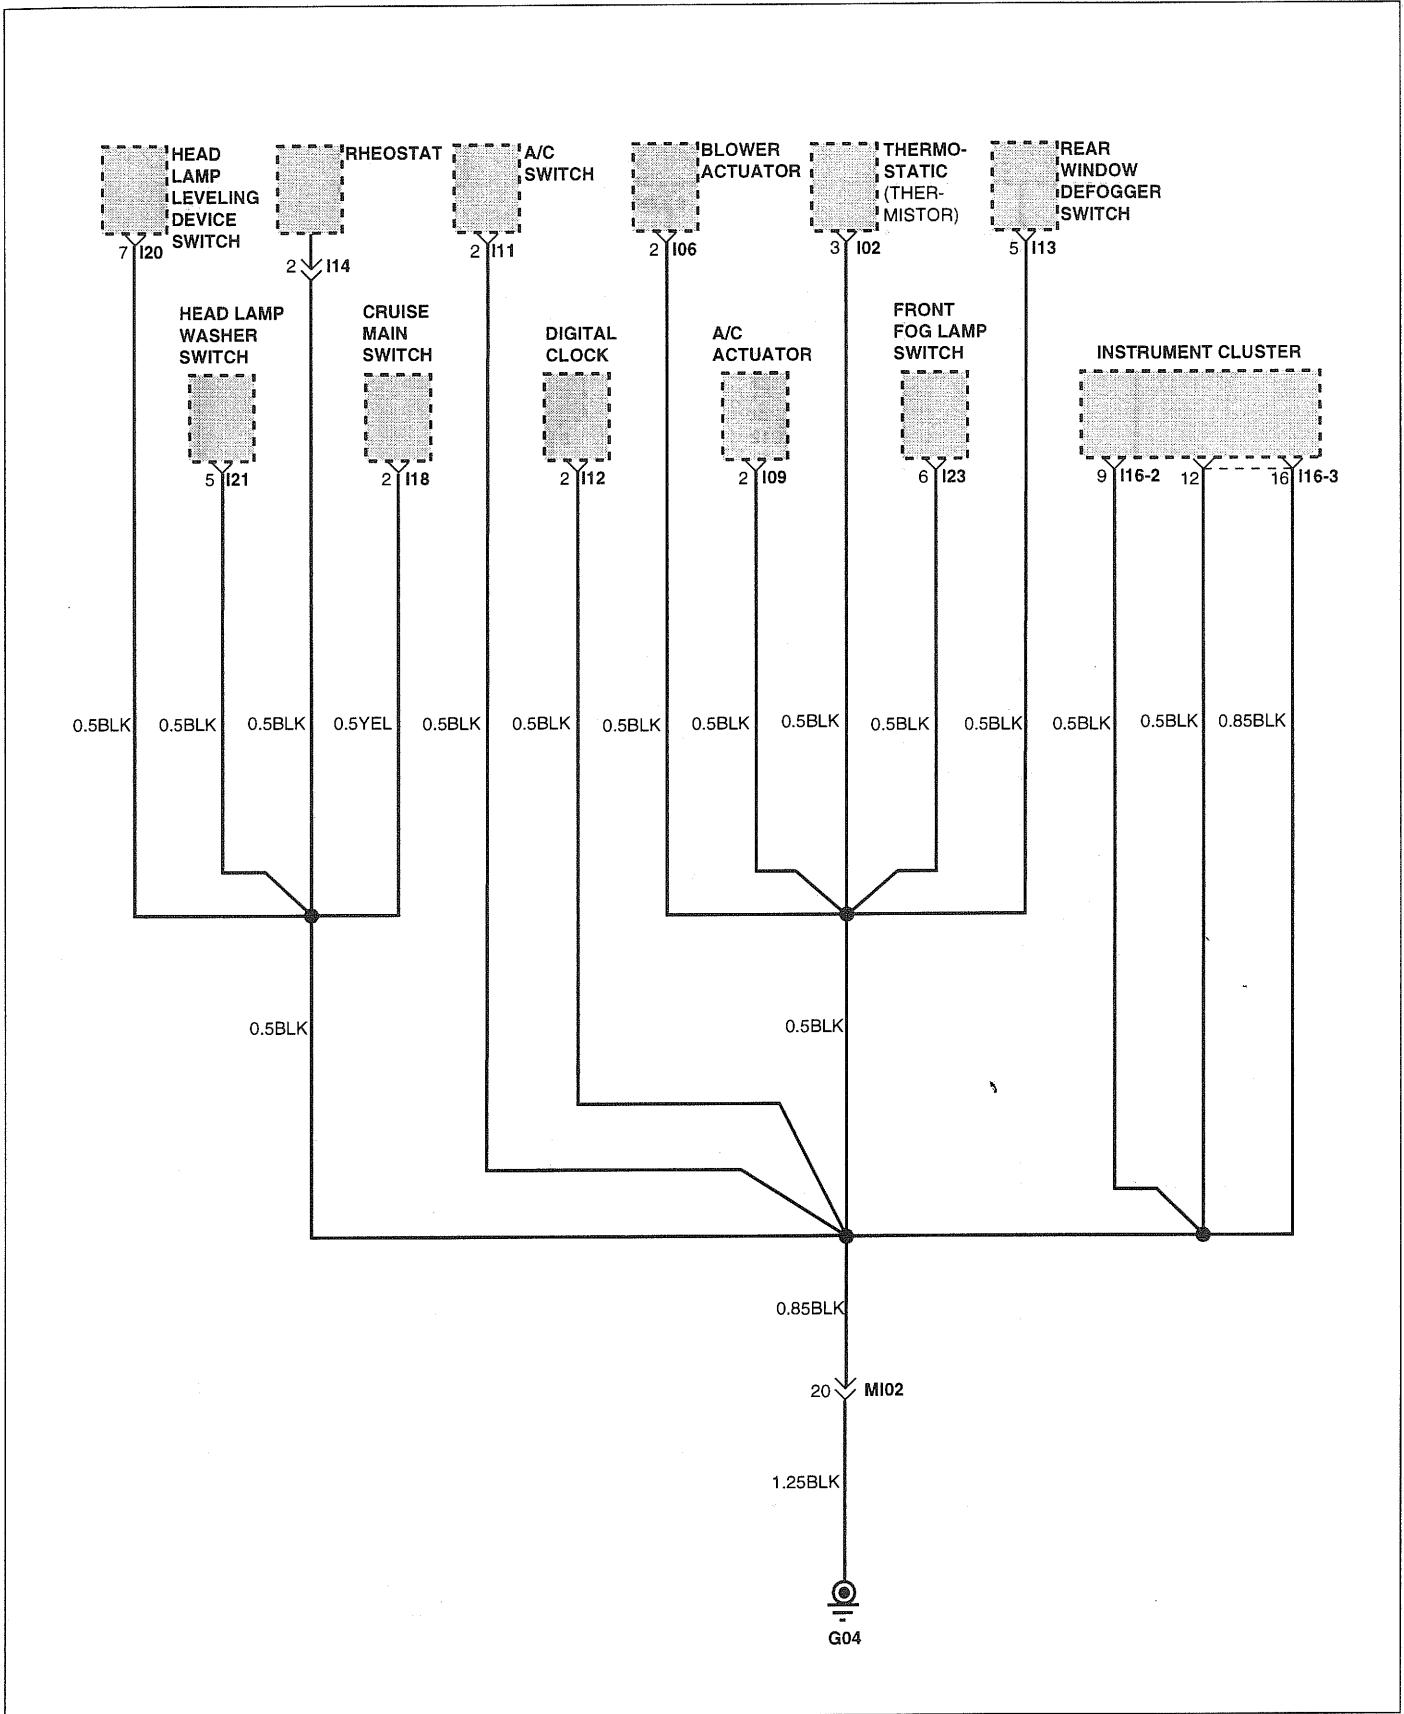 HEAD
LAMP
LEVELING
DEVICE
SWITCH
7 I20
RHEOSTAT
2 I14
A/C
SWITCH
2 I11
BLOWER
ACTUATOR
2 I06
THERMO-
STATIC
(THER-
MISTOR)
3 I02
REAR
WINDOW
DEFOGGER
SWITCH
5 I13
HEAD LAMP
WASHER
SWITCH
5 I21
CRUISE
MAIN
SWITCH
2 I18
DIGITAL
CLOCK
2 I12
A/C
ACTUATOR
2 I09
FRONT
FOG LAMP
SWITCH
6 I23
INSTRUMENT CLUSTER
9 I16-2 12 16 I16-3
0.5BLK 0.5BLK 0.5BLK 0.5YEL 0.5BLK 0.5BLK 0.5BLK 0.5BLK 0.5BLK 0.5BLK 0.5BLK 0.5BLK 0.5BLK 0.85BLK
0.5BLK 0.5BLK
0.85BLK
20 MI02
1.25BLK
G04